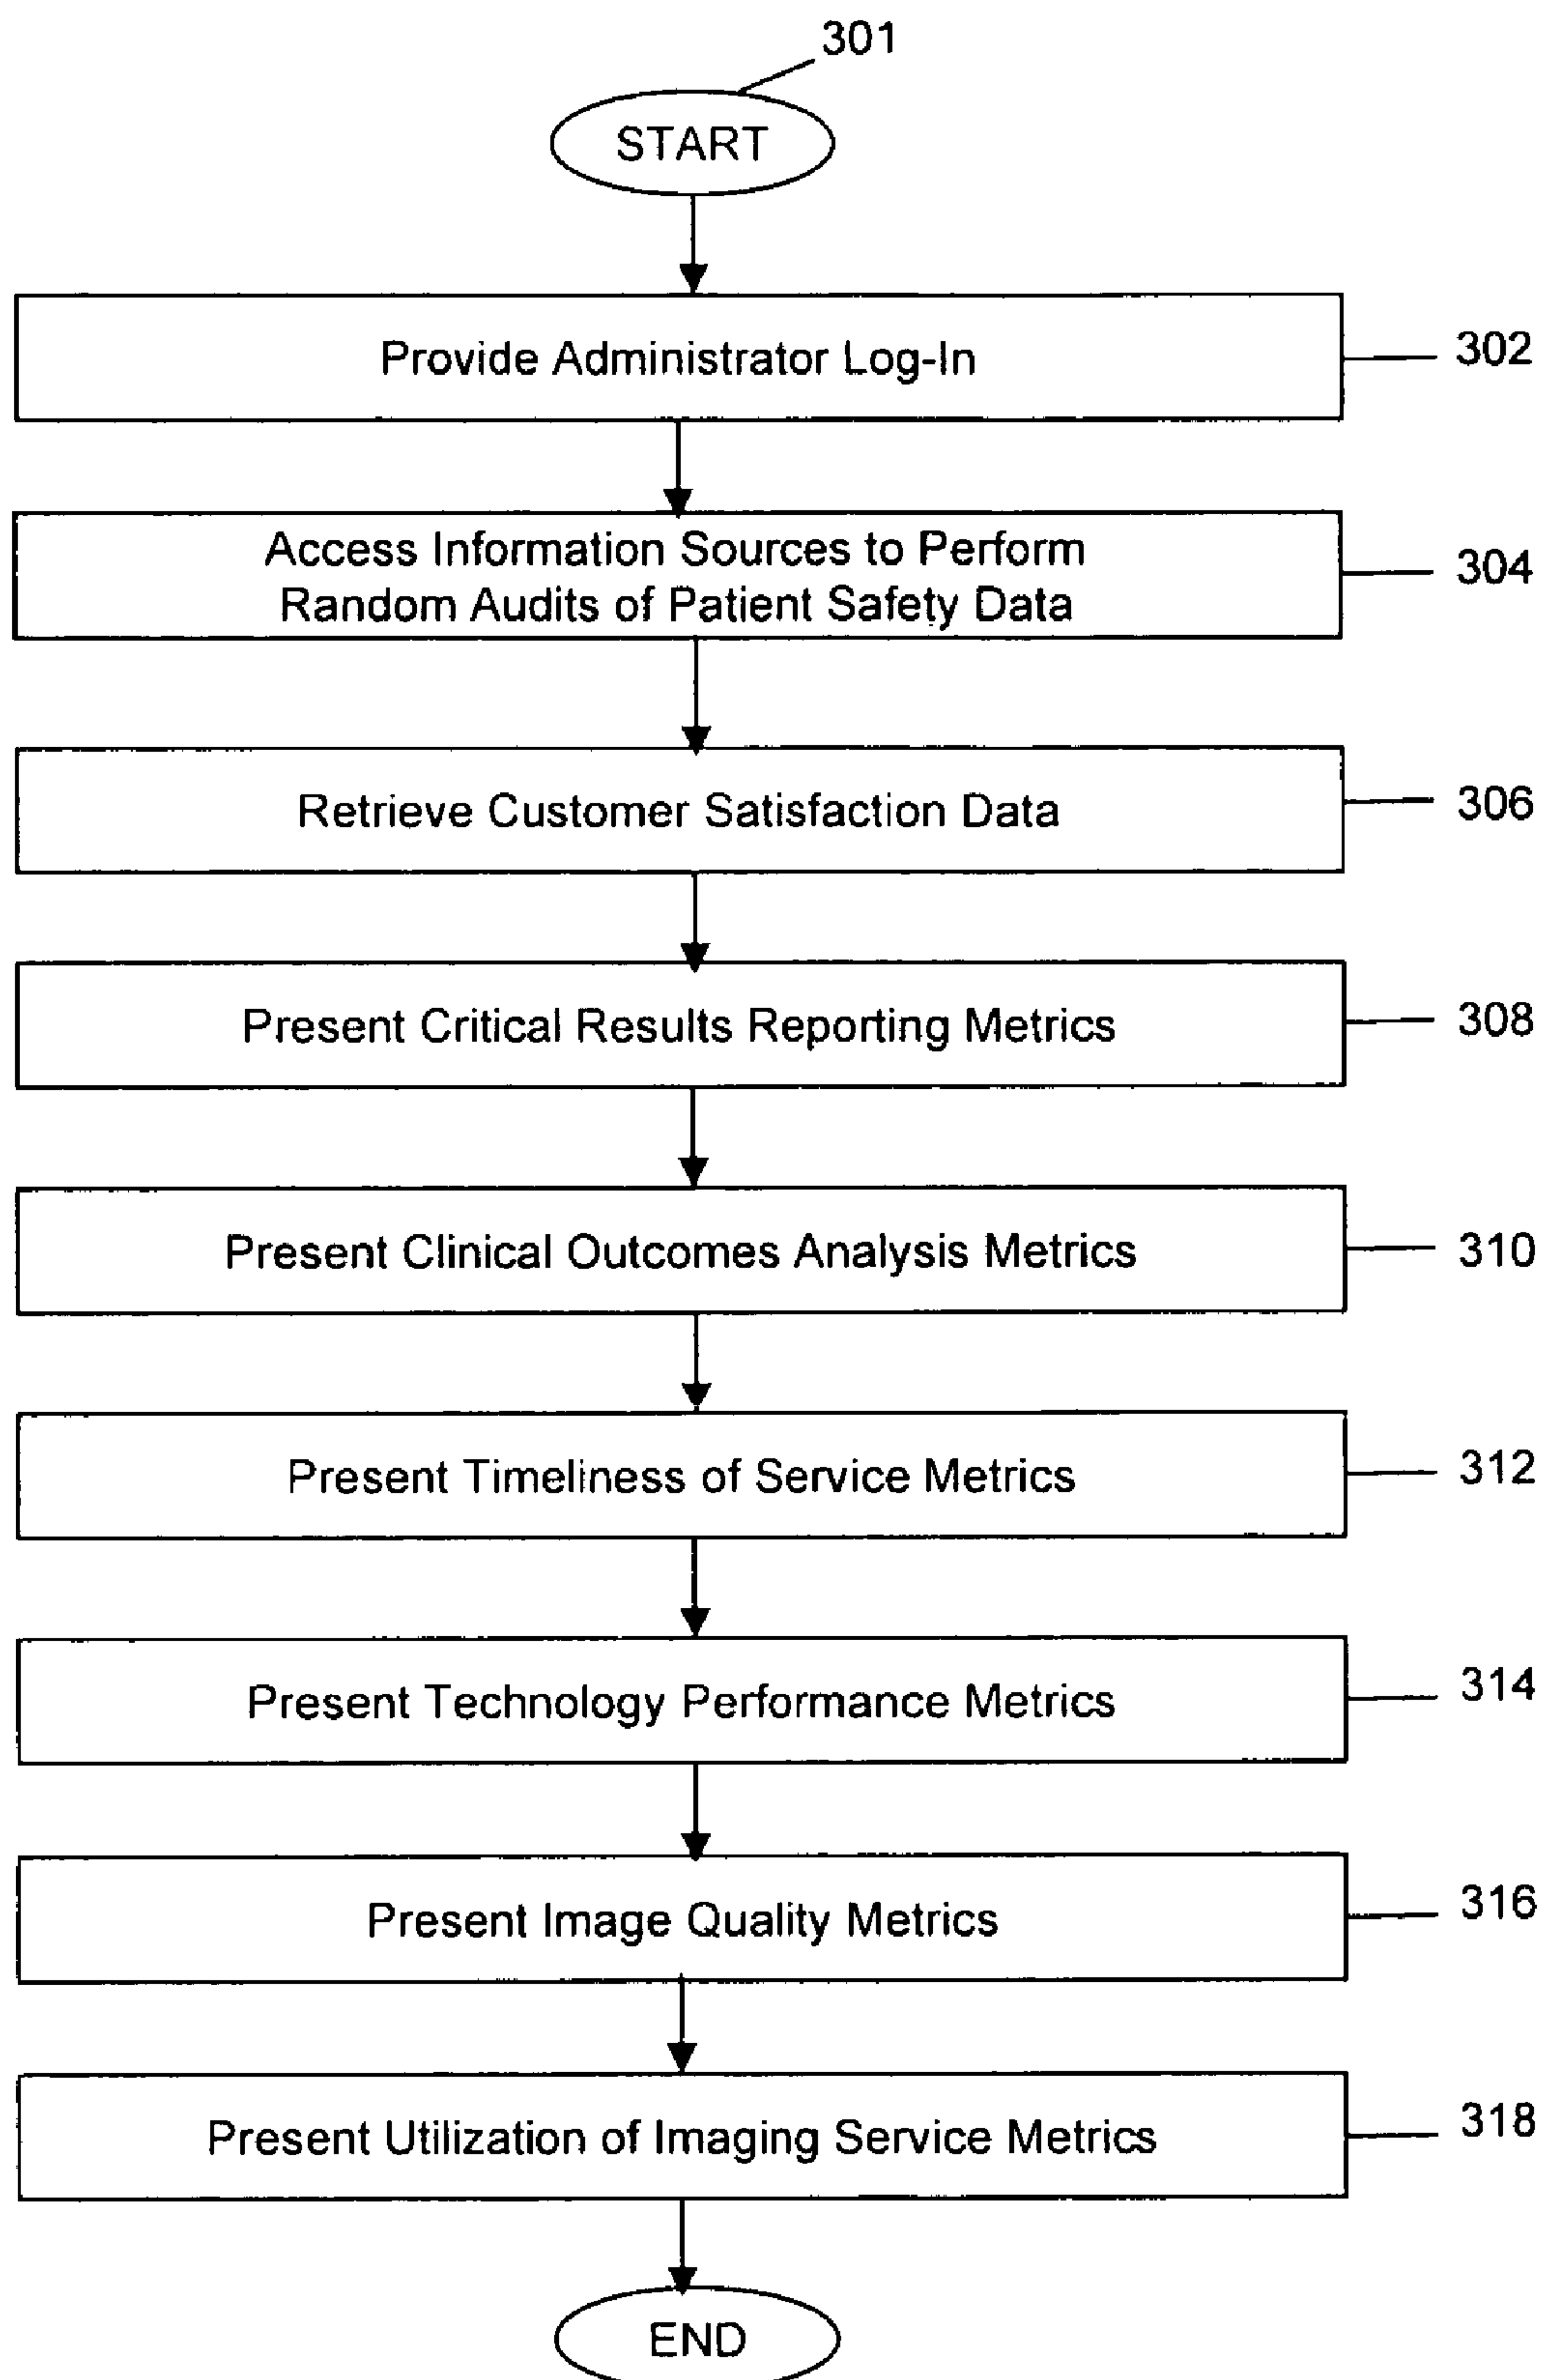 301
START
Provide Administrator Log-In
302
Access Information Sources to Perform
Random Audits of Patient Safety Data
304
Retrieve Customer Satisfaction Data
306
Present Critical Results Reporting Metrics
308
Present Clinical Outcomes Analysis Metrics
310
Present Timeliness of Service Metrics
312
Present Technology Performance Metrics
314
Present Image Quality Metrics
316
Present Utilization of Imaging Service Metrics
318
END